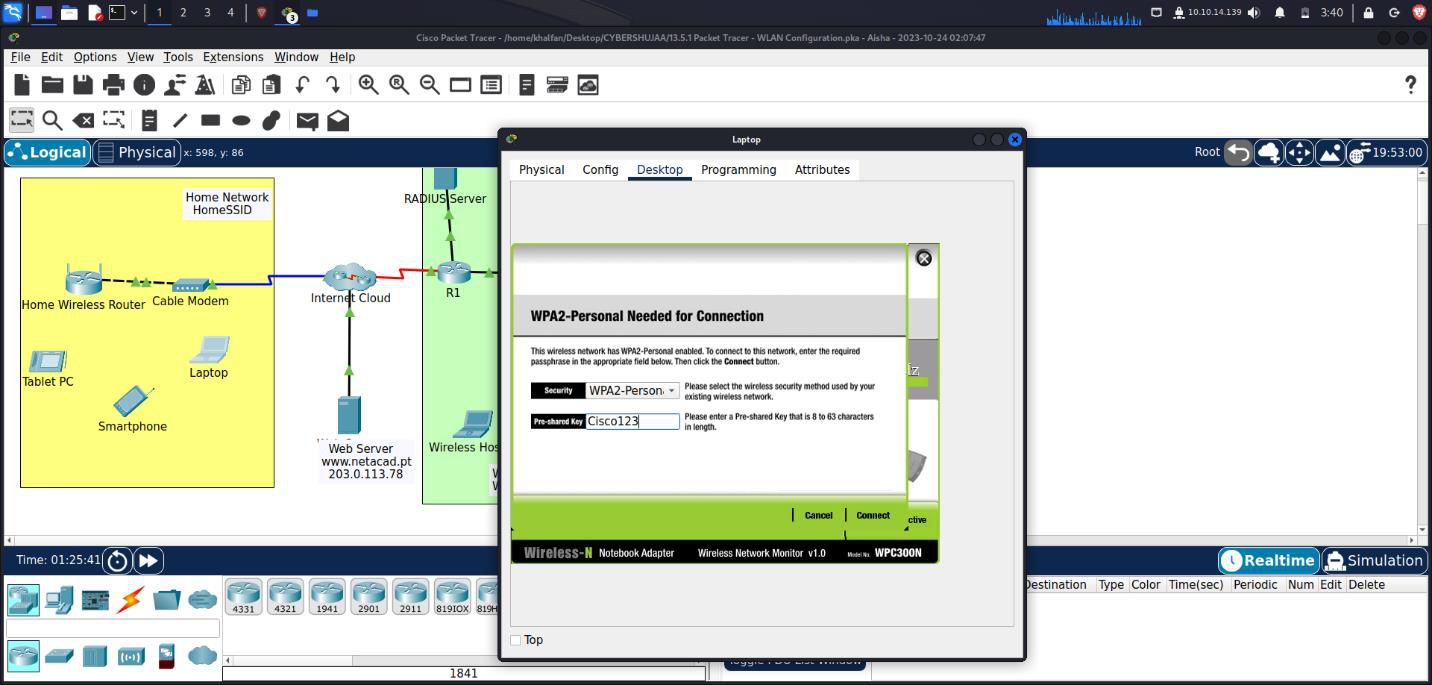 1 2 3 4
3
10.10.14.139
3:40
Cisco Packet Tracer - /home/khalfan/Desktop/CYBERSHUJAA/13.5.1 Packet Tracer - WLAN Configuration.pka - Aisha - 2023-10-24 02:07:47
File Edit Options View Tools Extensions Window Help
?
Logical Physical x: 598, y: 86
Root 19:53:00
Home Network
HomeSSID
Home Wireless Router
Cable Modem
Tablet PC
Laptop
Smartphone
Internet Cloud
Web Server
www.netacad.pt
203.0.113.78
RADIUS Server
R1
Wireless Hos
Laptop
Physical Config Desktop Programming Attributes
WPA2-Personal Needed for Connection
This wireless network has WPA2-Personal enabled. To connect to this network, enter the required
passphrase in the appropriate field below. Then click the Connect button.
Security WPA2-Person Please select the wireless security method used by your
existing wireless network.
Pre-shared Key Cisco123 Please enter a Pre-shared Key that is 8 to 63 characters
in length.
Cancel Connect
ctive
Wireless-N Notebook Adapter Wireless Network Monitor v1.0 Model No. WPC300N
Top
Time: 01:25:41
Realtime Simulation
4331 4321 1941 2901 2911 819IOX 819H
1841
Destination Type Color Time(sec) Periodic Num Edit Delete
Toggle PDU List Window